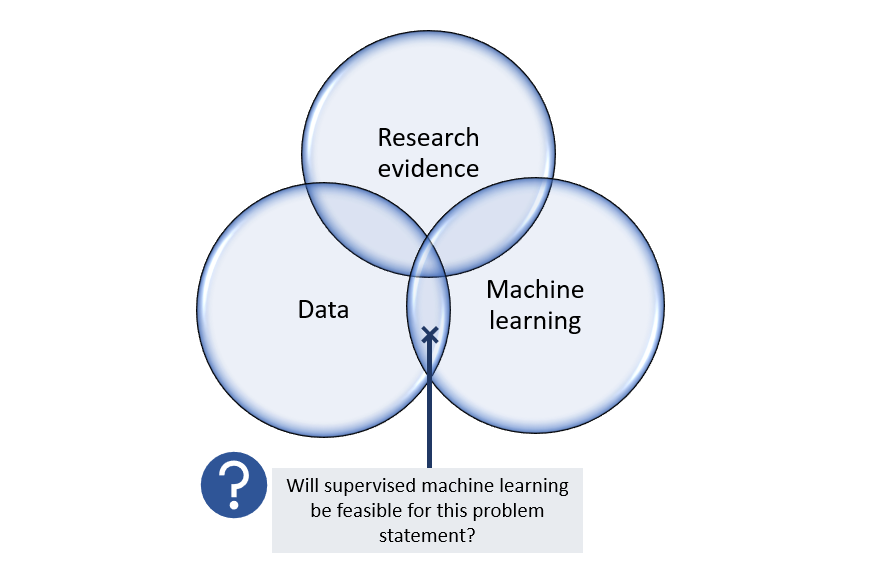 Research
evidence
Data
Machine
learning
?
Will supervised machine learning
be feasible for this problem
statement?